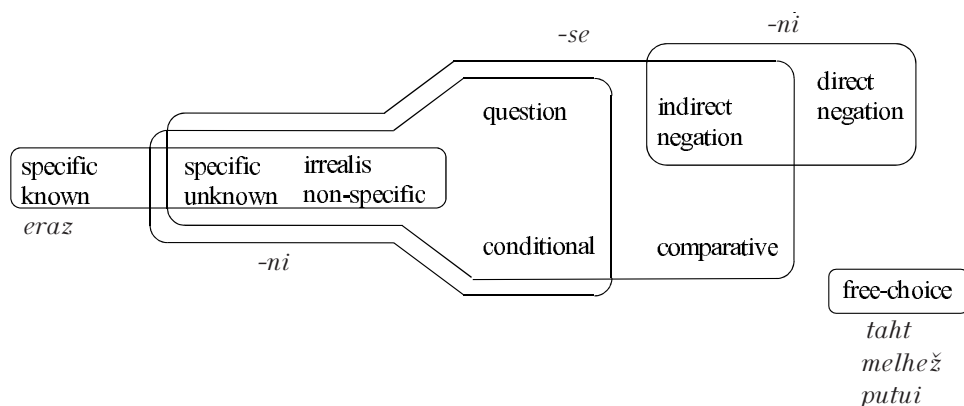 -se
-ni
direct
negation
question
indirect
negation
specific
known
specific
unknown
irrealis
non-specific
eraz
-ni
conditional
comparative
free-choice
taht
melhež
putui